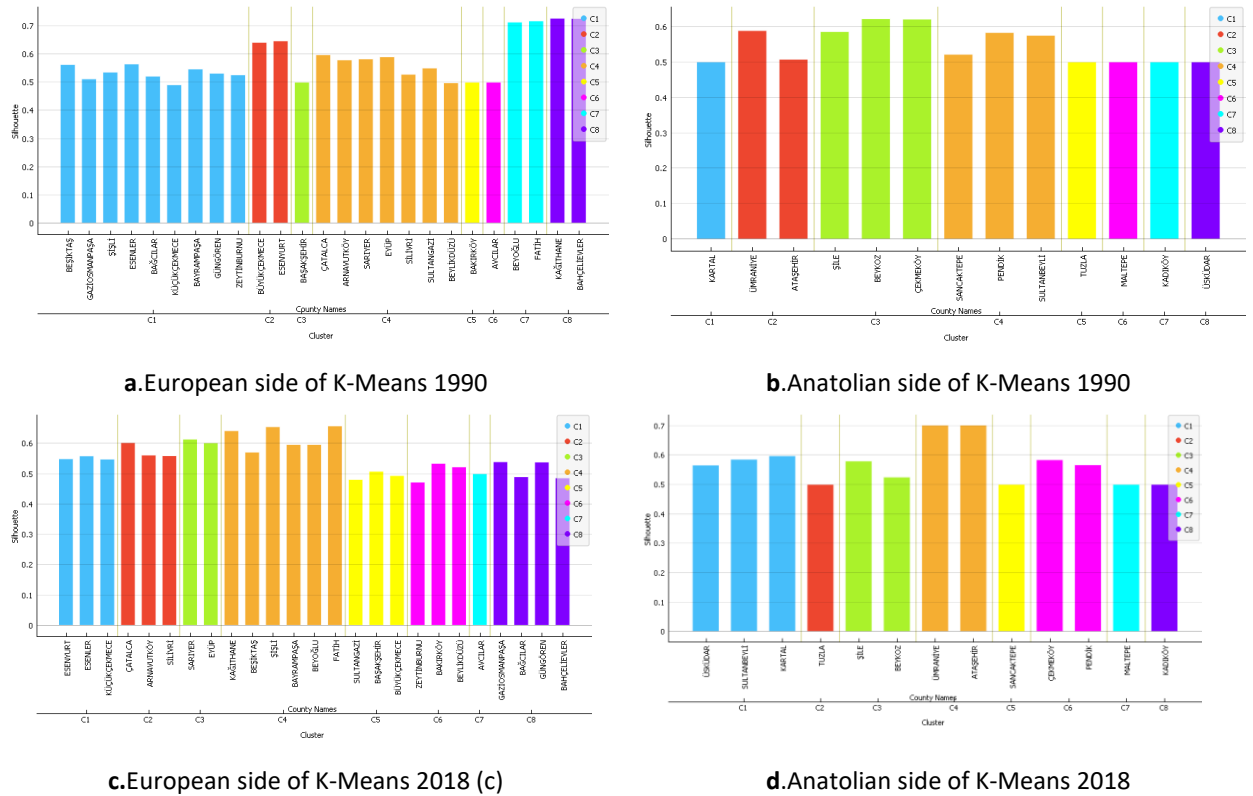 C1
C2
C3
C4
C5
C6
C7
C8
Silhouette
0.7
0.6
0.5
0.4
0.3
0.2
0.1
0
BEŞİKTAŞ
GAZİOSMANPAŞA
ŞİŞLİ
ESENLER
BAĞCILAR
KÜÇÜKÇEKMECE
BAYRAMPAŞA
GÜNGÖREN
ZEYTİNBURNU
BÜYÜKÇEKMECE
ESENYURT
BAŞAKŞEHİR
ÇATALCA
ARNAVUTKÖY
SARIYER
EYÜP
SİLİVRİ
SULTANGAZİ
BEYLİKDÜZÜ
BAKIRKÖY
AVCILAR
BEYOĞLU
FATİH
KAĞITHANE
BAHÇELİEVLER
County Names
C1 C2 C3 C4 C5 C6 C7 C8
Cluster
a.European side of K-Means 1990
C1
C2
C3
C4
C5
C6
C7
C8
Silhouette
0.6
0.5
0.4
0.3
0.2
0.1
0
KARTAL
ÜMRANİYE
ATAŞEHİR
ŞİLE
BEYKOZ
ÇEKMEKÖY
SANCAKTEPE
PENDİK
SULTANBEYLİ
TUZLA
MALTEPE
KADIKÖY
ÜSKÜDAR
County Names
C1 C2 C3 C4 C5 C6 C7 C8
Cluster
b.Anatolian side of K-Means 1990
C1
C2
C3
C4
C5
C6
C7
C8
Silhouette
0.6
0.5
0.4
0.3
0.2
0.1
0
ESENYURT
ESENLER
KÜÇÜKÇEKMECE
ÇATALCA
ARNAVUTKÖY
SİLİVRİ
SARIYER
EYÜP
KAĞITHANE
BEŞİKTAŞ
ŞİŞLİ
BAYRAMPAŞA
BEYOĞLU
FATİH
SULTANGAZİ
BAŞAKŞEHİR
BÜYÜKÇEKMECE
ZEYTİNBURNU
BAKIRKÖY
BEYLİKDÜZÜ
AVCILAR
GAZİOSMANPAŞA
BAĞCILAR
GÜNGÖREN
BAHÇELİEVLER
County Names
C1 C2 C3 C4 C5 C6 C7 C8
Cluster
c.European side of K-Means 2018 (c)
C1
C2
C3
C4
C5
C6
C7
C8
Silhouette
0.7
0.6
0.5
0.4
0.3
0.2
0.1
0
ÜSKÜDAR
SULTANBEYLİ
KARTAL
TUZLA
ŞİLE
BEYKOZ
ÜMRANİYE
ATAŞEHİR
SANCAKTEPE
ÇEKMEKÖY
PENDİK
MALTEPE
KADIKÖY
County Names
C1 C2 C3 C4 C5 C6 C7 C8
Cluster
d.Anatolian side of K-Means 2018